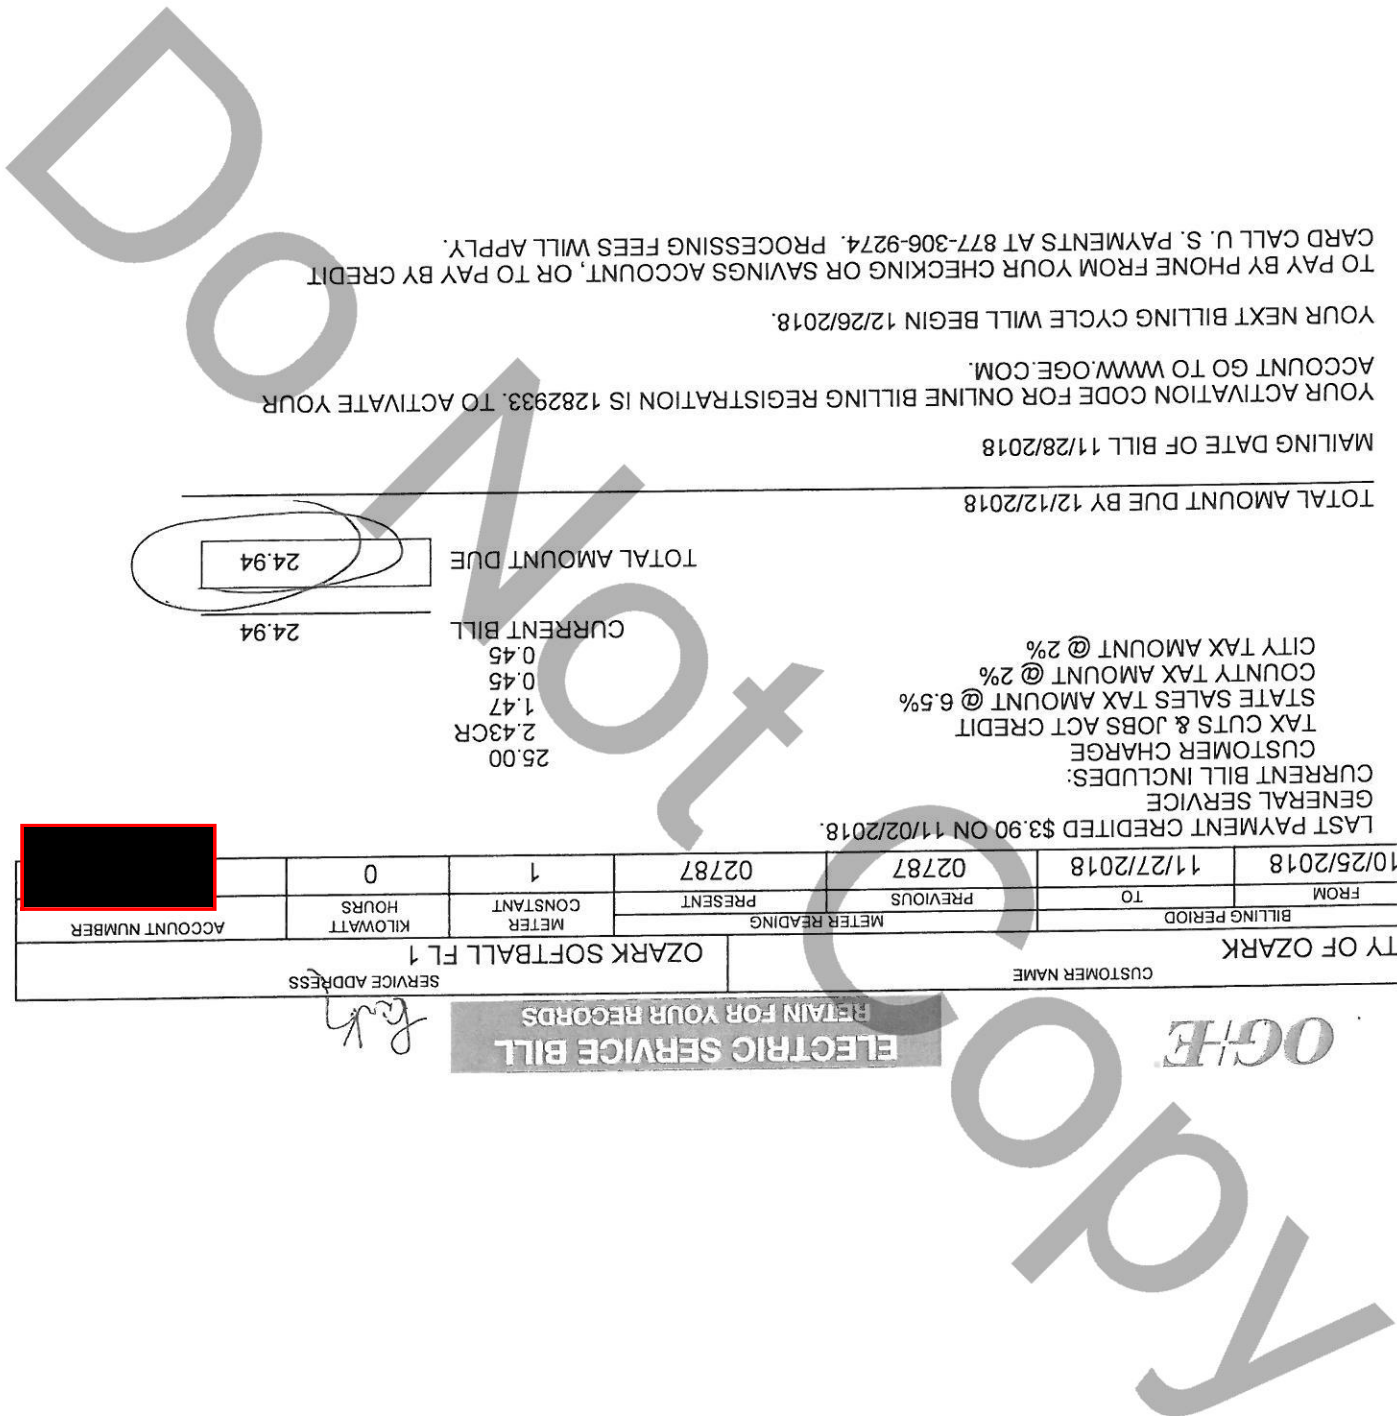 OG+E
ELECTRIC SERVICE BILL
RETAIN FOR YOUR RECORDS
CUSTOMER NAME
SERVICE ADDRESS
TY OF OZARK
OZARK SOFTBALL FL 1
BILLING PERIOD
METER READING
METER CONSTANT
KILOWATT HOURS
ACCOUNT NUMBER
FROM
TO
PREVIOUS
PRESENT
10/25/2018 11/27/2018 02787 02787 1 0
LAST PAYMENT CREDITED $3.90 ON 11/02/2018.
GENERAL SERVICE
CURRENT BILL INCLUDES:
CUSTOMER CHARGE 25.00
TAX CUTS & JOBS ACT CREDIT 2.43CR
STATE SALES TAX AMOUNT @ 6.5% 1.47
COUNTY TAX AMOUNT @ 2% 0.45
CITY TAX AMOUNT @ 2% 0.45
CURRENT BILL 24.94
TOTAL AMOUNT DUE 24.94
TOTAL AMOUNT DUE BY 12/12/2018
MAILING DATE OF BILL 11/28/2018
YOUR ACTIVATION CODE FOR ONLINE BILLING REGISTRATION IS 1282933. TO ACTIVATE YOUR
ACCOUNT GO TO WWW.OGE.COM.
YOUR NEXT BILLING CYCLE WILL BEGIN 12/26/2018.
TO PAY BY PHONE FROM YOUR CHECKING OR SAVINGS ACCOUNT, OR TO PAY BY CREDIT
CARD CALL U. S. PAYMENTS AT 877-306-9274. PROCESSING FEES WILL APPLY.
Do Not Copy